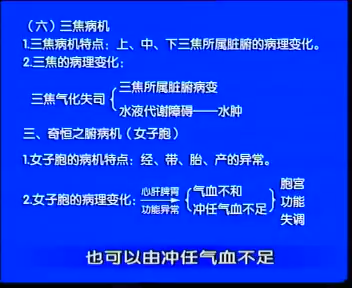 （六）三焦病机
1.三焦病机特点：上、中、下三焦所属脏腑的病理变化。
2.三焦的病理变化：
三焦气化失司
三焦所属脏腑病变
水液代谢障碍——水肿
三、奇恒之腑病机（女子胞）
1.女子胞的病机特点：经、带、胎、产的异常。
2.女子胞的病理变化：
心肝脾肾
功能异常
气血不和
冲任气血不足
胞宫
功能
失调
也可以由冲任气血不足